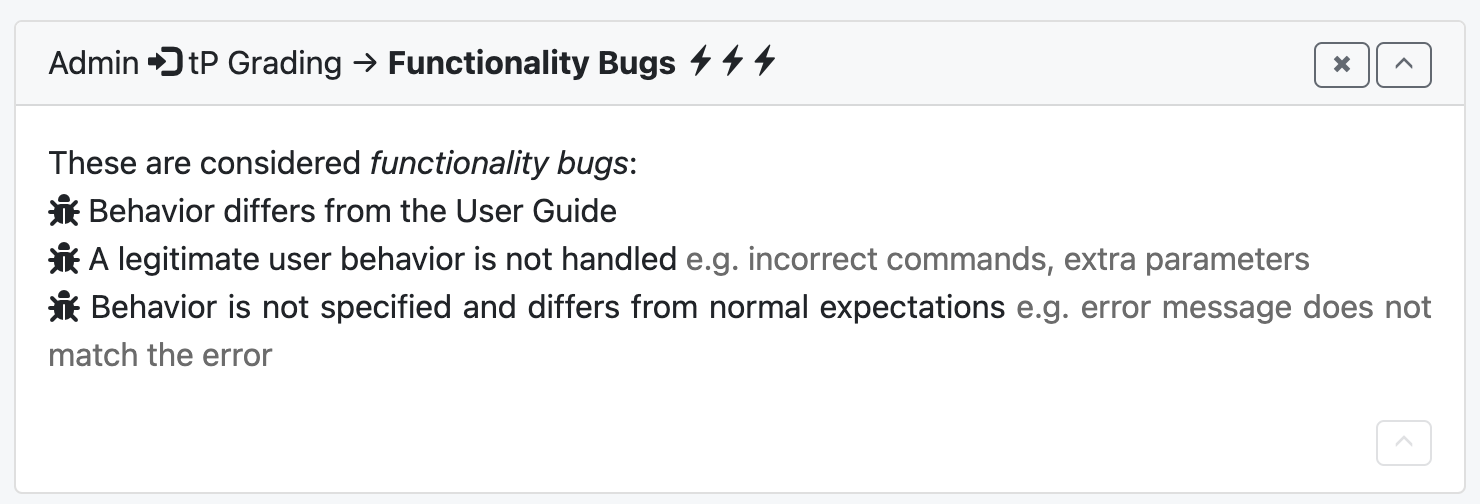 Admin tP Grading → Functionality Bugs
These are considered functionality bugs:
Behavior differs from the User Guide
A legitimate user behavior is not handled e.g. incorrect commands, extra parameters
Behavior is not specified and differs from normal expectations e.g. error message does not
match the error